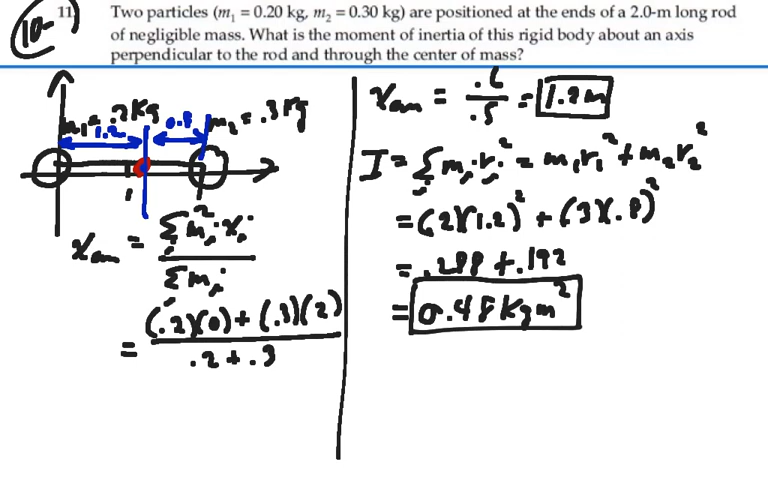 10-
11) Two particles (m₁ = 0.20 kg, m₂ = 0.30 kg) are positioned at the ends of a 2.0-m long rod
of negligible mass. What is the moment of inertia of this rigid body about an axis
perpendicular to the rod and through the center of mass?
m₁=.2Kg
m₂=.3Kg
1.2
0.8
x_cm = Σmᵢxᵢ / Σmᵢ
= (.2)(0)+(.3)(2) / .2+.3
x_cm = .6 / .5 = 1.2m
I = Σmᵢrᵢ² = m₁r₁² + m₂r₂²
= (.2)(1.2)² + (.3)(.8)²
= .288 + .192
= 0.48 Kgm²